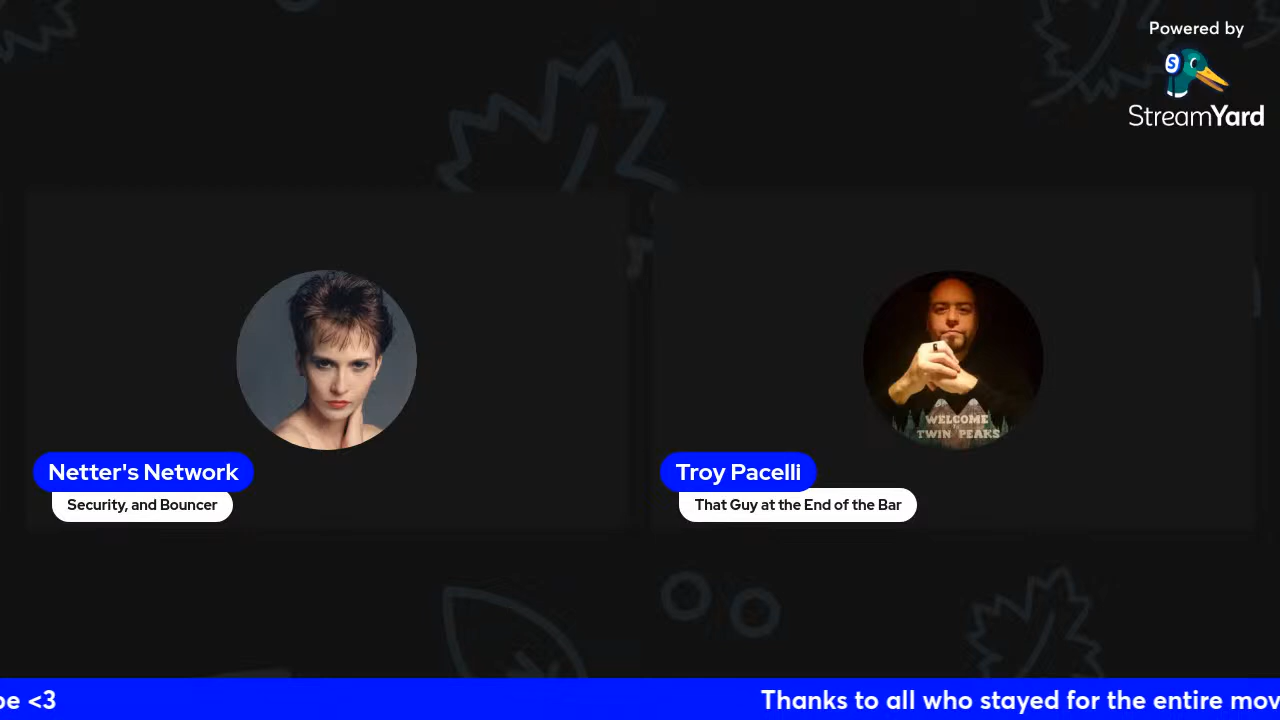 Powered by
S
StreamYard
WELCOME
TWIN PEAKS
Netter's Network
Security, and Bouncer
Troy Pacelli
That Guy at the End of the Bar
be <3
Thanks to all who stayed for the entire mov